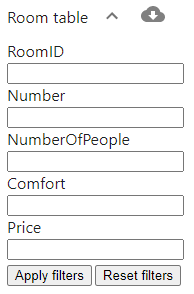 Room table
RoomID
Number
NumberOfPeople
Comfort
Price
Apply filters Reset filters